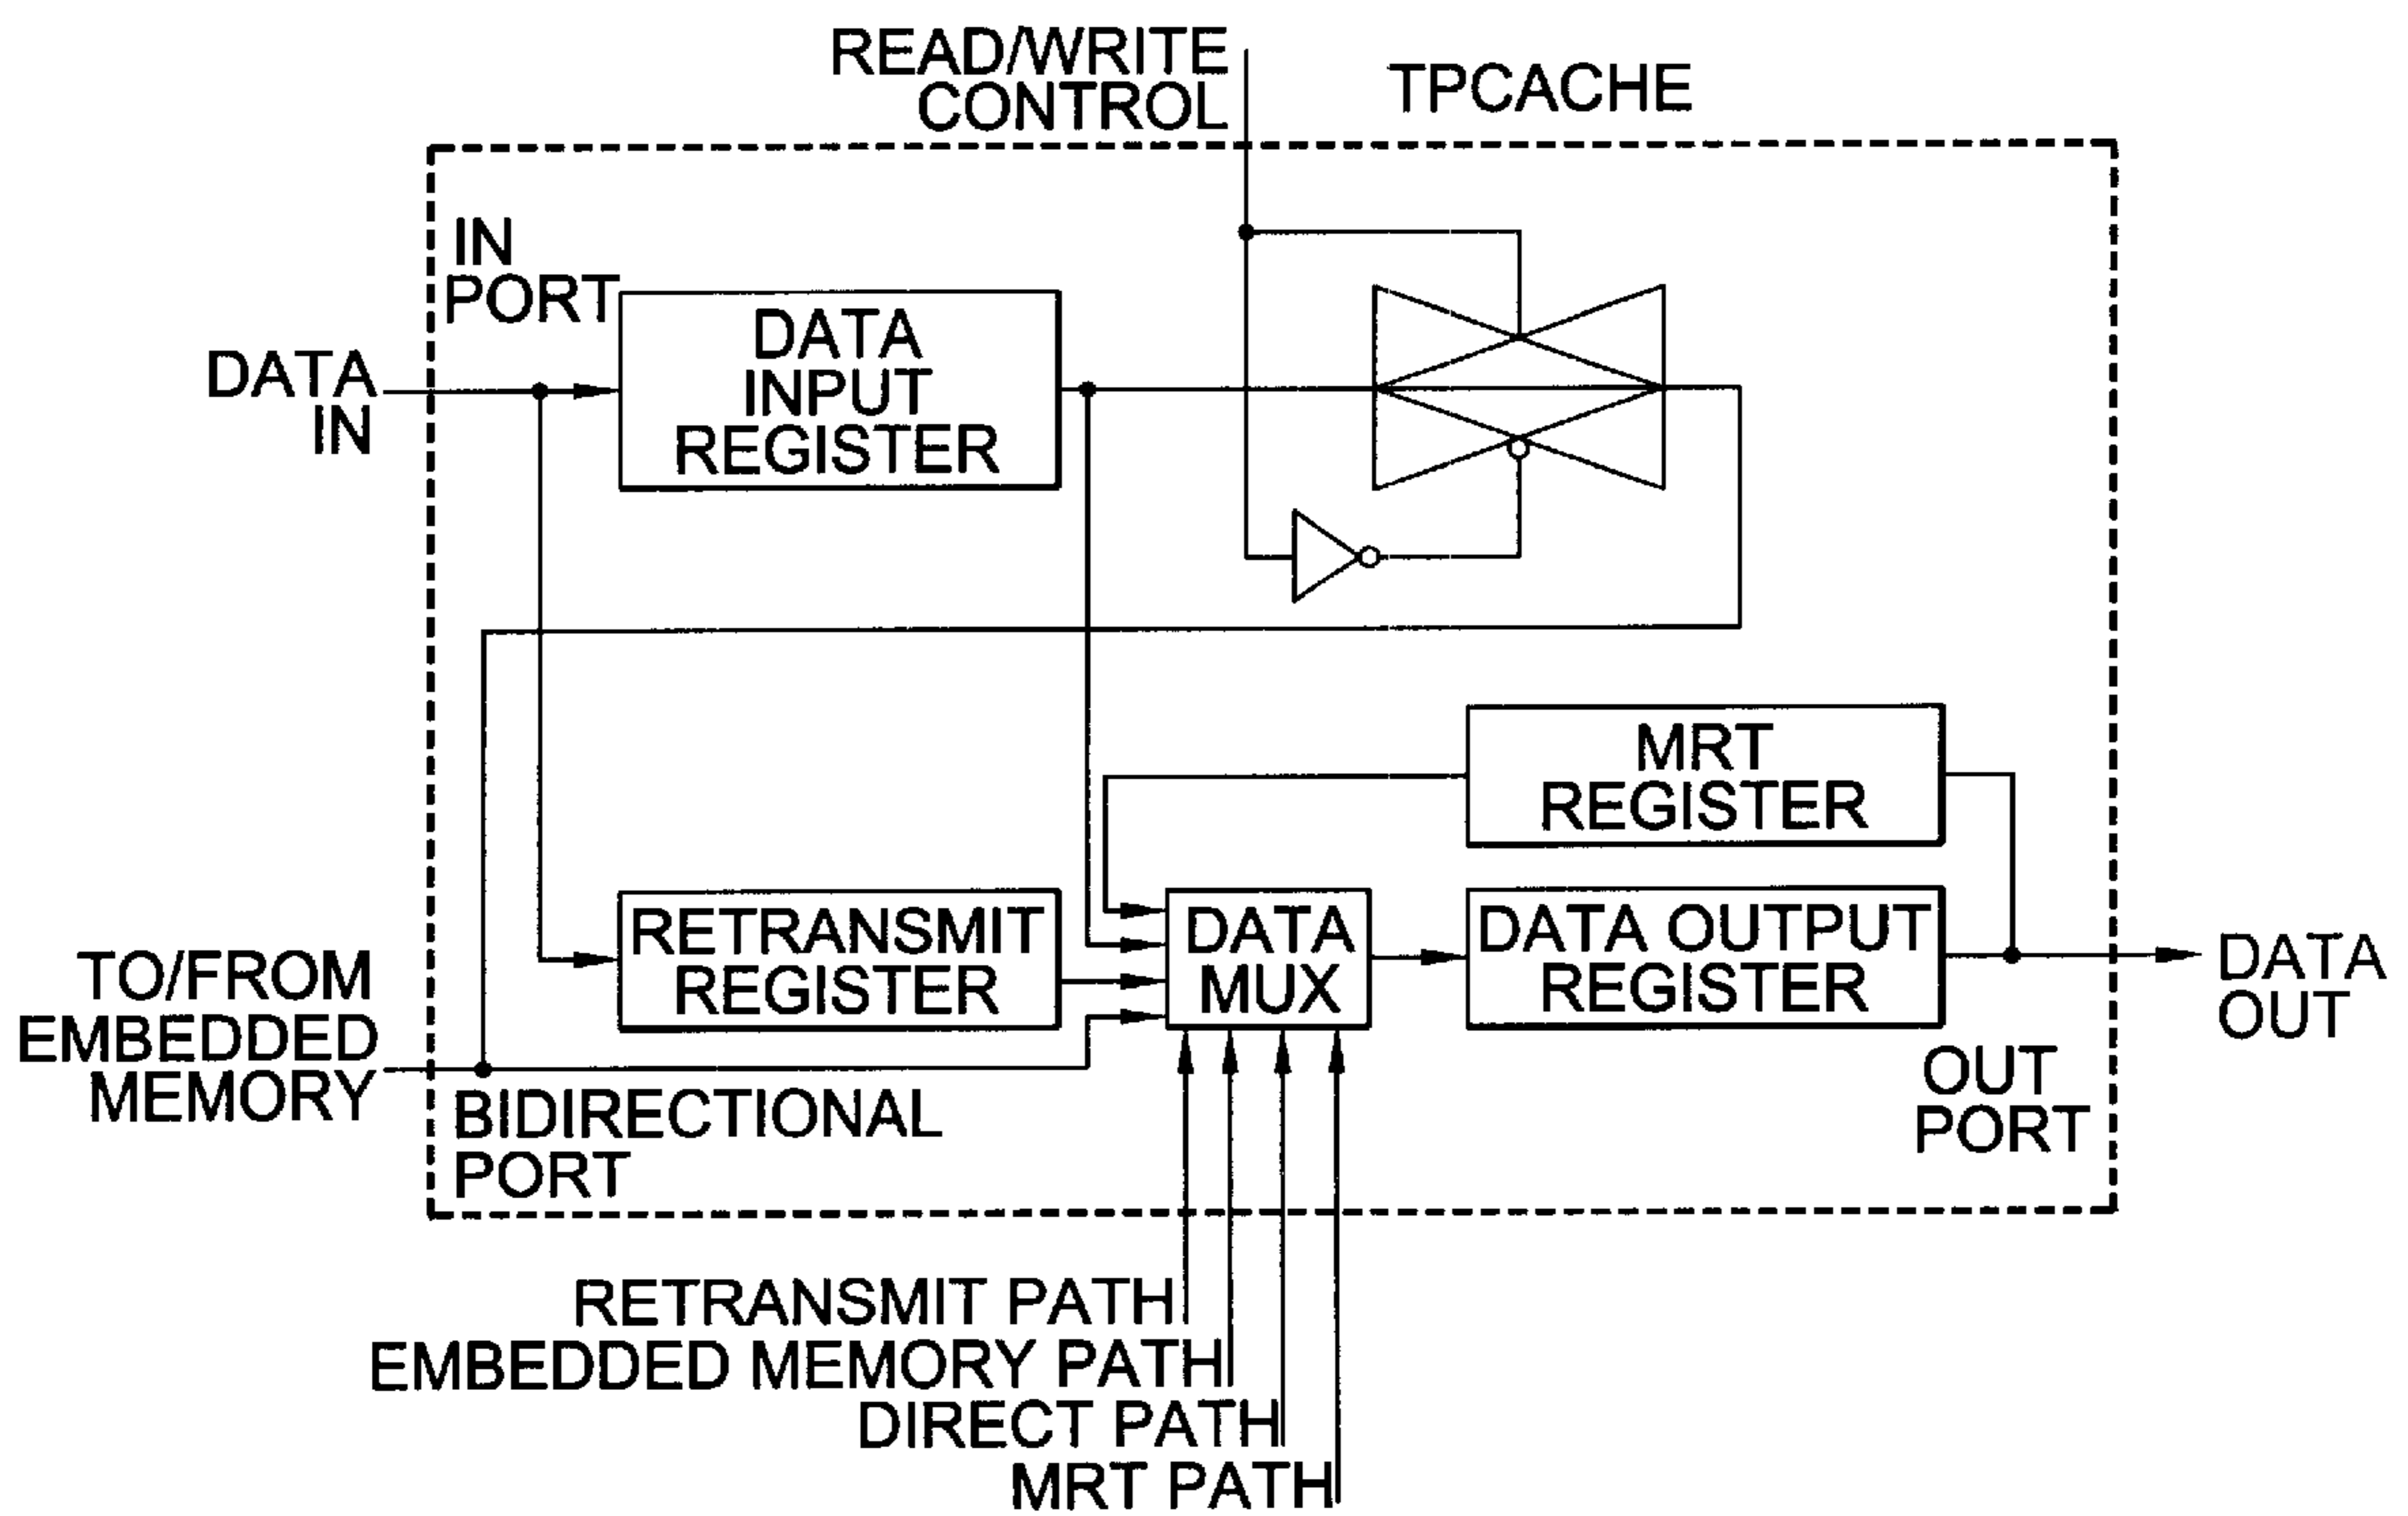 READ/WRITE
CONTROL
TPCACHE
IN
PORT
DATA
INPUT
REGISTER
DATA
IN
MRT
REGISTER
RETRANSMIT
REGISTER
DATA
MUX
DATA OUTPUT
REGISTER
DATA
OUT
TO/FROM
EMBEDDED
MEMORY
BIDIRECTIONAL
PORT
OUT
PORT
RETRANSMIT PATH
EMBEDDED MEMORY PATH
DIRECT PATH
MRT PATH